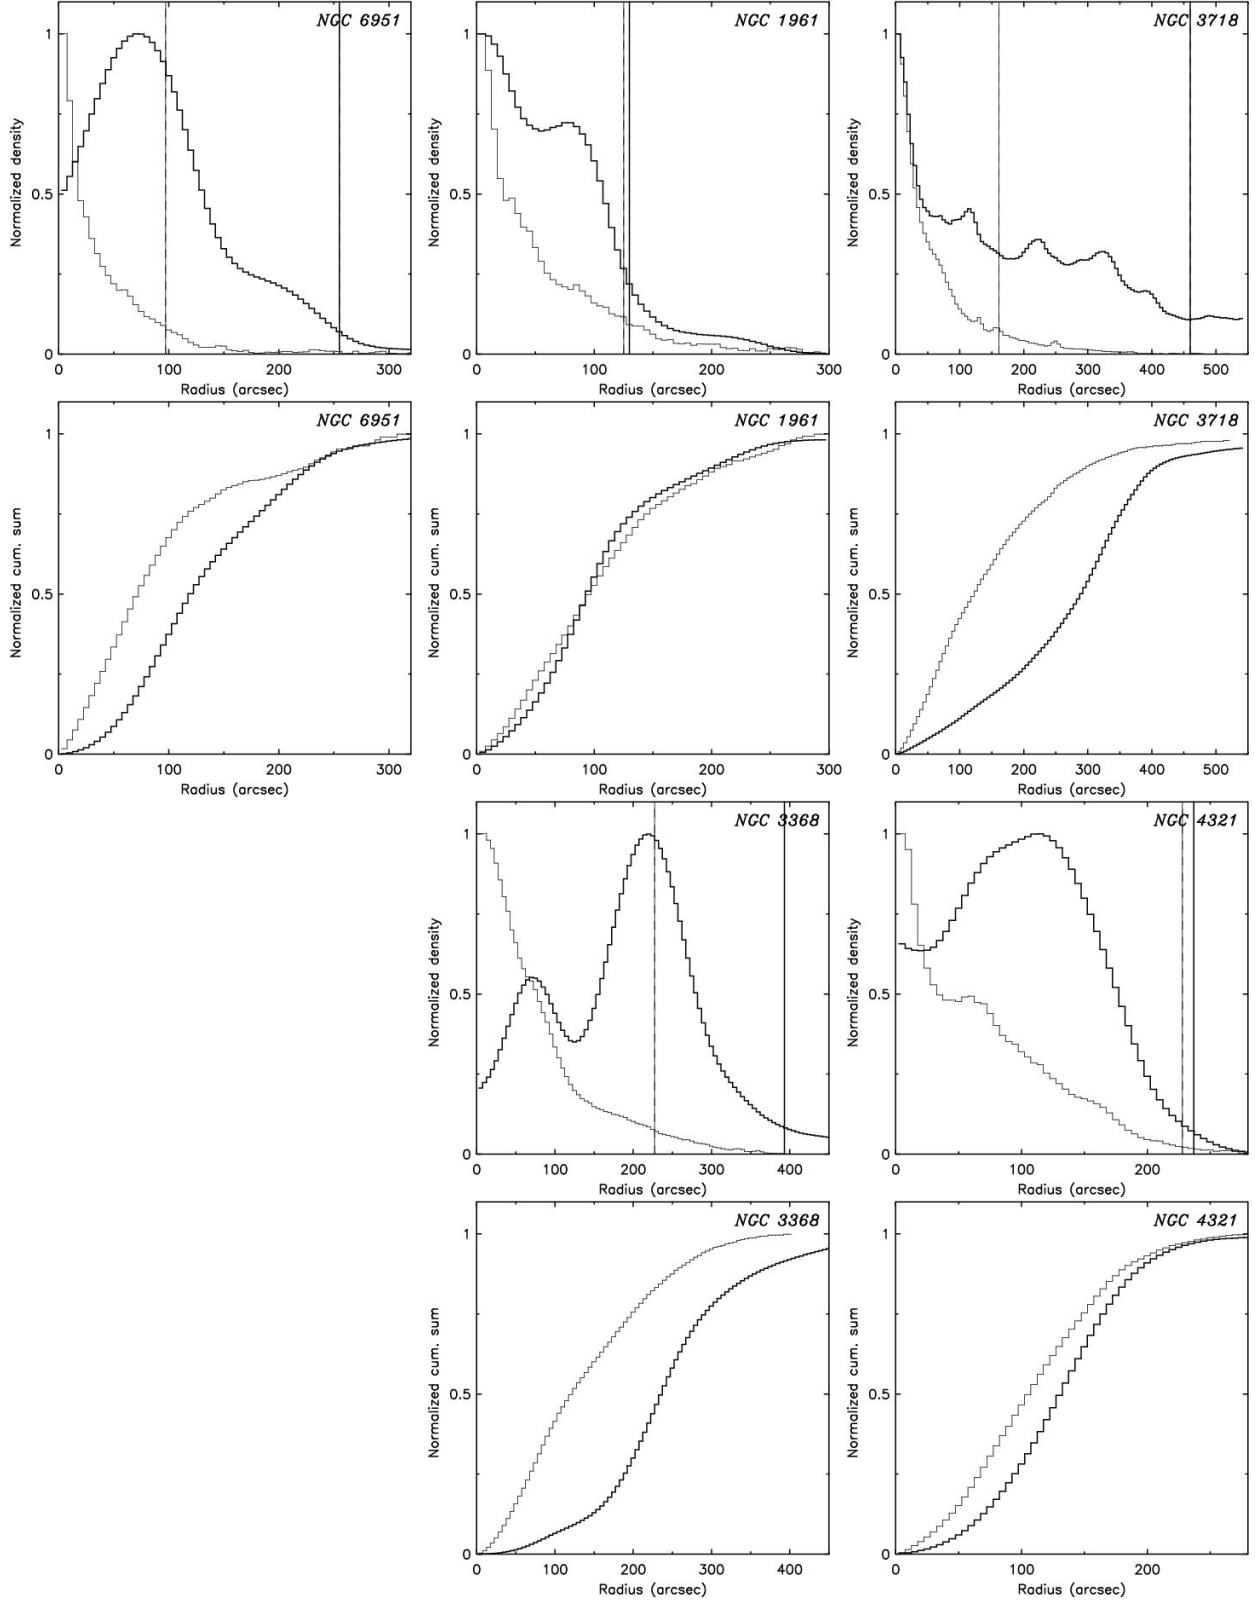 NGC 6951
Normalized density
1
0.5
0
0 100 200 300
Radius (arcsec)
NGC 1961
Normalized density
1
0.5
0
0 100 200 300
Radius (arcsec)
NGC 3718
Normalized density
1
0.5
0
0 100 200 300 400 500
Radius (arcsec)
NGC 6951
Normalized cum. sum
1
0.5
0
0 100 200 300
Radius (arcsec)
NGC 1961
Normalized cum. sum
1
0.5
0
0 100 200 300
Radius (arcsec)
NGC 3718
Normalized cum. sum
1
0.5
0
0 100 200 300 400 500
Radius (arcsec)
NGC 3368
Normalized density
1
0.5
0
0 100 200 300 400
Radius (arcsec)
NGC 4321
Normalized density
1
0.5
0
0 100 200
Radius (arcsec)
NGC 3368
Normalized cum. sum
1
0.5
0
0 100 200 300 400
Radius (arcsec)
NGC 4321
Normalized cum. sum
1
0.5
0
0 100 200
Radius (arcsec)